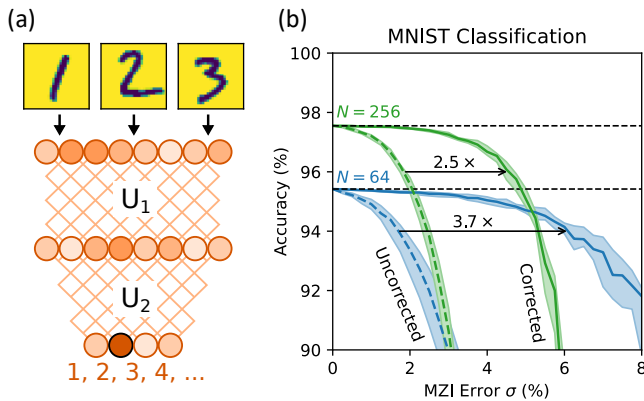 (a)
1 2 3
U1
U2
1, 2, 3, 4, ...
(b)
MNIST Classification
Accuracy (%)
100
98
96
94
92
90
N = 256
2.5 ×
N = 64
3.7 ×
Uncorrected
Corrected
0 2 4 6 8
MZI Error σ (%)